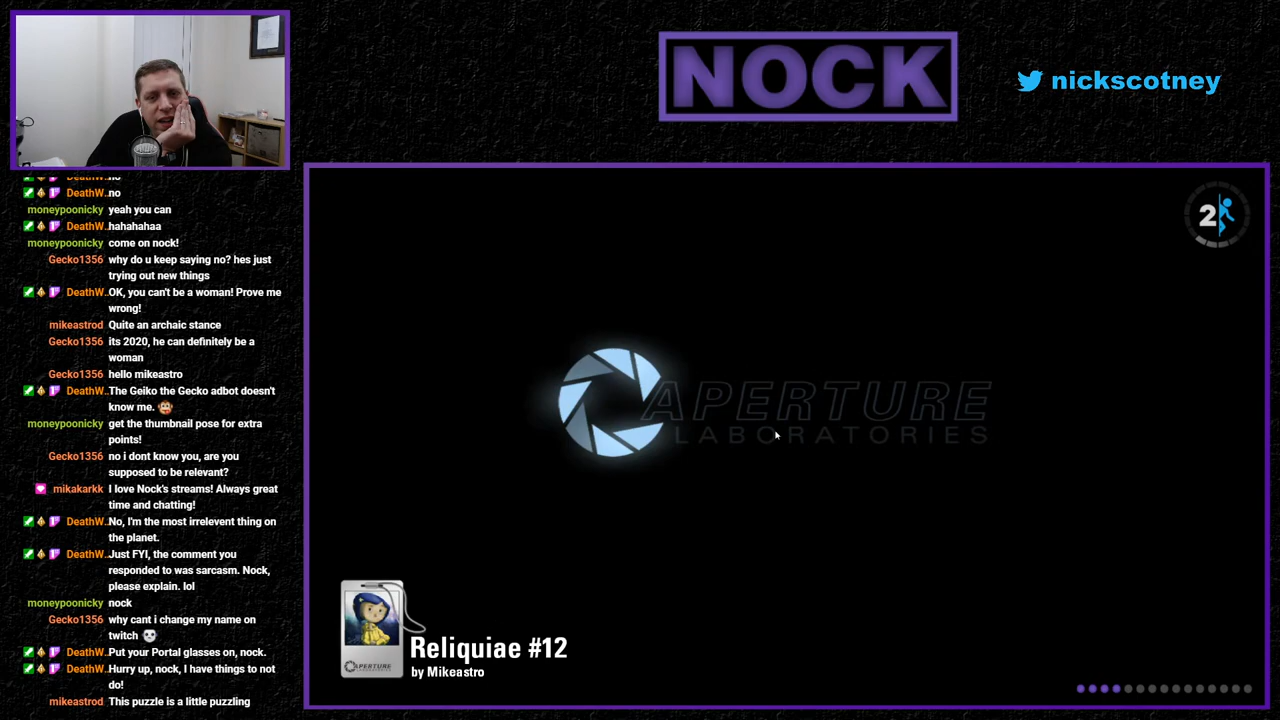 NOCK
nickscotney
DeathW..no
DeathW..no
moneypoonicky yeah you can
DeathW..hahahahaa
moneypoonicky come on nock!
Gecko1356 why do u keep saying no? hes just
trying out new things
DeathW..OK, you can't be a woman! Prove me
wrong!
mikeastrod Quite an archaic stance
Gecko1356 its 2020, he can definitely be a
woman
Gecko1356 hello mikeastro
DeathW..The Geiko the Gecko adbot doesn't
know me.
moneypoonicky get the thumbnail pose for extra
points!
Gecko1356 no i dont know you, are you
supposed to be relevant?
mikakarkk I love Nock's streams! Always great
time and chatting!
DeathW..No, I'm the most irrelevent thing on
the planet.
DeathW..Just FYI, the comment you
responded to was sarcasm. Nock,
please explain. lol
moneypoonicky nock
Gecko1356 why cant i change my name on
twitch
DeathW..Put your Portal glasses on, nock.
DeathW..Hurry up, nock, I have things to not
do!
mikeastrod This puzzle is a little puzzling
2
APERTURE
LABORATORIES
APERTURE
Reliquiae #12
by Mikeastro